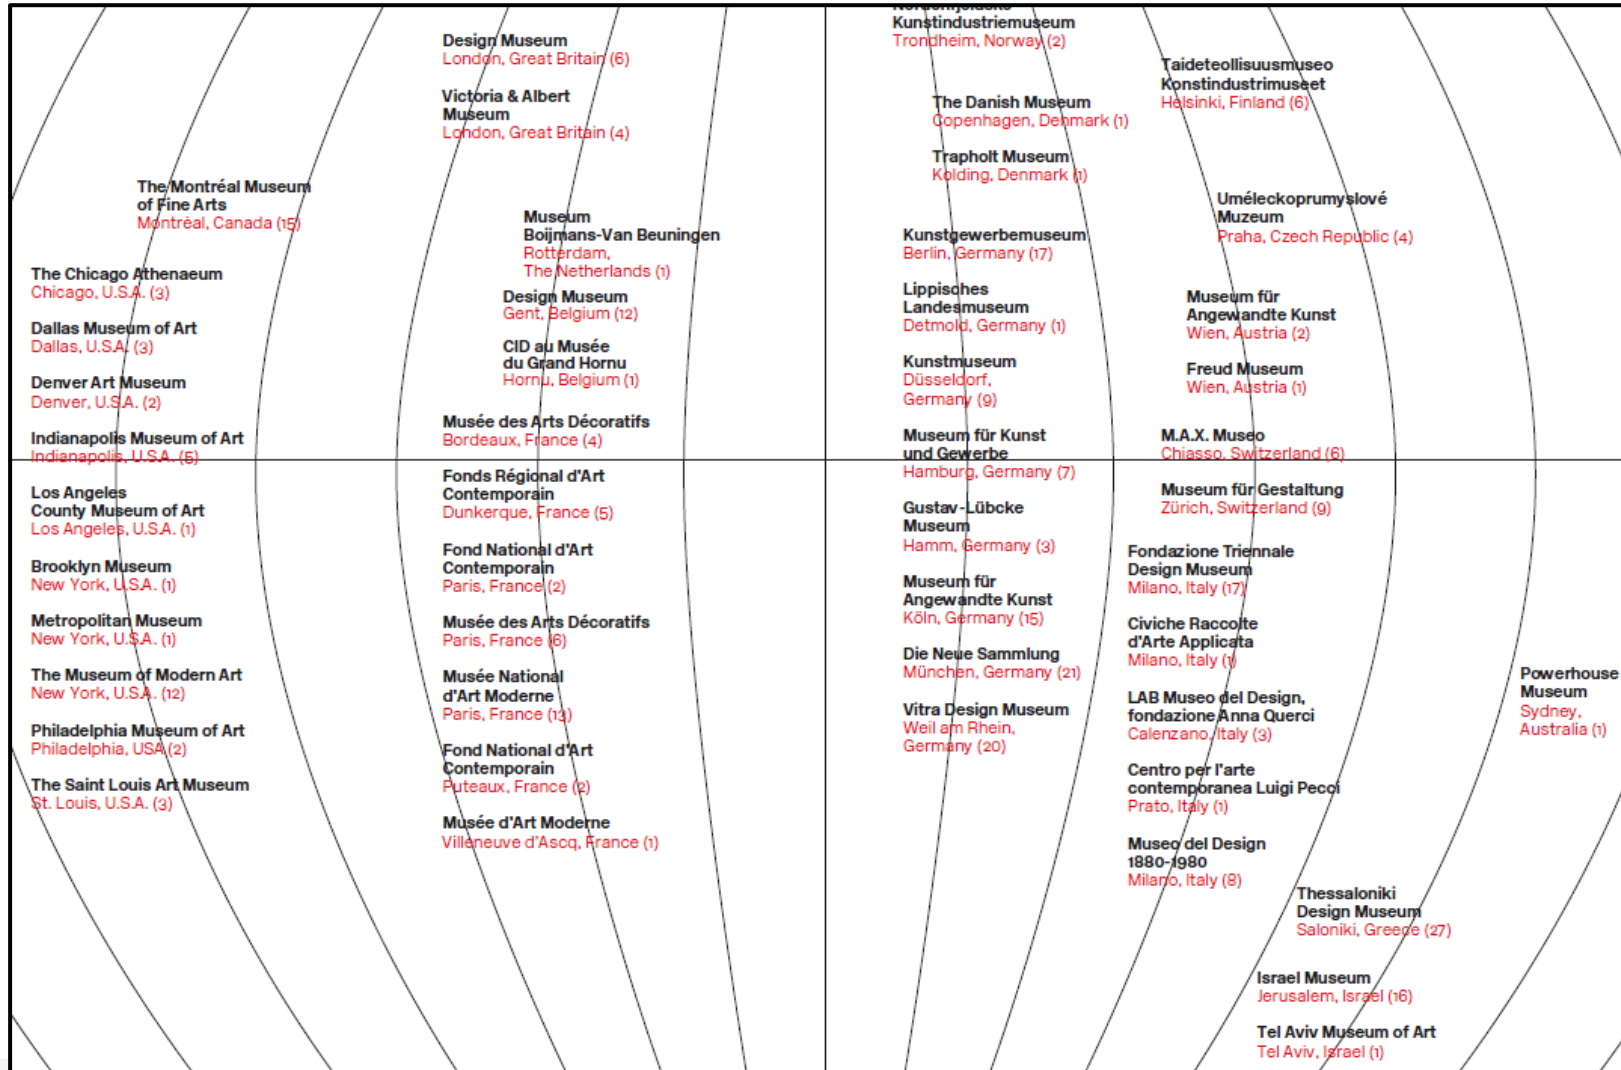 Kunstindustriemuseum
Trondheim, Norway (2)
Design Museum
London, Great Britain (6)
Victoria & Albert
Museum
London, Great Britain (4)
Taideteollisuusmuseo
Konstindustrimuseet
Helsinki, Finland (6)
The Danish Museum
Copenhagen, Denmark (1)
Trapholt Museum
Kolding, Denmark (1)
The Montréal Museum
of Fine Arts
Montréal, Canada (15)
Museum
Boijmans-Van Beuningen
Rotterdam,
The Netherlands (1)
Design Museum
Gent, Belgium (12)
CID au Musée
du Grand Hornu
Hornu, Belgium (1)
Uméleckoprumyslové
Muzeum
Praha, Czech Republic (4)
The Chicago Athenaeum
Chicago, U.S.A. (3)
Dallas Museum of Art
Dallas, U.S.A. (3)
Denver Art Museum
Denver, U.S.A. (2)
Indianapolis Museum of Art
Indianapolis, U.S.A. (5)
Los Angeles
County Museum of Art
Los Angeles, U.S.A. (1)
Brooklyn Museum
New York, U.S.A. (1)
Metropolitan Museum
New York, U.S.A. (1)
The Museum of Modern Art
New York, U.S.A. (12)
Philadelphia Museum of Art
Philadelphia, USA (2)
The Saint Louis Art Museum
St. Louis, U.S.A. (3)
Musée des Arts Décoratifs
Bordeaux, France (4)
Fonds Régional d'Art
Contemporain
Dunkerque, France (5)
Fond National d'Art
Contemporain
Paris, France (2)
Musée des Arts Décoratifs
Paris, France (6)
Musée National
d'Art Moderne
Paris, France (13)
Fond National d'Art
Contemporain
Puteaux, France (2)
Musée d'Art Moderne
Villeneuve d'Ascq, France (1)
Kunstgewerbemuseum
Berlin, Germany (17)
Lippisches
Landesmuseum
Detmold, Germany (1)
Kunstmuseum
Düsseldorf,
Germany (9)
Museum für Kunst
und Gewerbe
Hamburg, Germany (7)
Gustav-Lübcke
Museum
Hamm, Germany (3)
Museum für
Angewandte Kunst
Köln, Germany (15)
Die Neue Sammlung
München, Germany (21)
Vitra Design Museum
Weil am Rhein,
Germany (20)
Museum für
Angewandte Kunst
Wien, Austria (2)
Freud Museum
Wien, Austria (1)
M.A.X. Museo
Chiasso, Switzerland (6)
Museum für Gestaltung
Zürich, Switzerland (9)
Fondazione Triennale
Design Museum
Milano, Italy (17)
Civiche Raccolte
d'Arte Applicata
Milano, Italy (1)
LAB Museo del Design,
fondazione Anna Querci
Calenzano, Italy (3)
Centro per l'arte
contemporanea Luigi Pecci
Prato, Italy (1)
Museo del Design
1880-1980
Milano, Italy (8)
Powerhouse
Museum
Sydney,
Australia (1)
Thessaloniki
Design Museum
Saloniki, Greece (27)
Israel Museum
Jerusalem, Israel (16)
Tel Aviv Museum of Art
Tel Aviv, Israel (1)